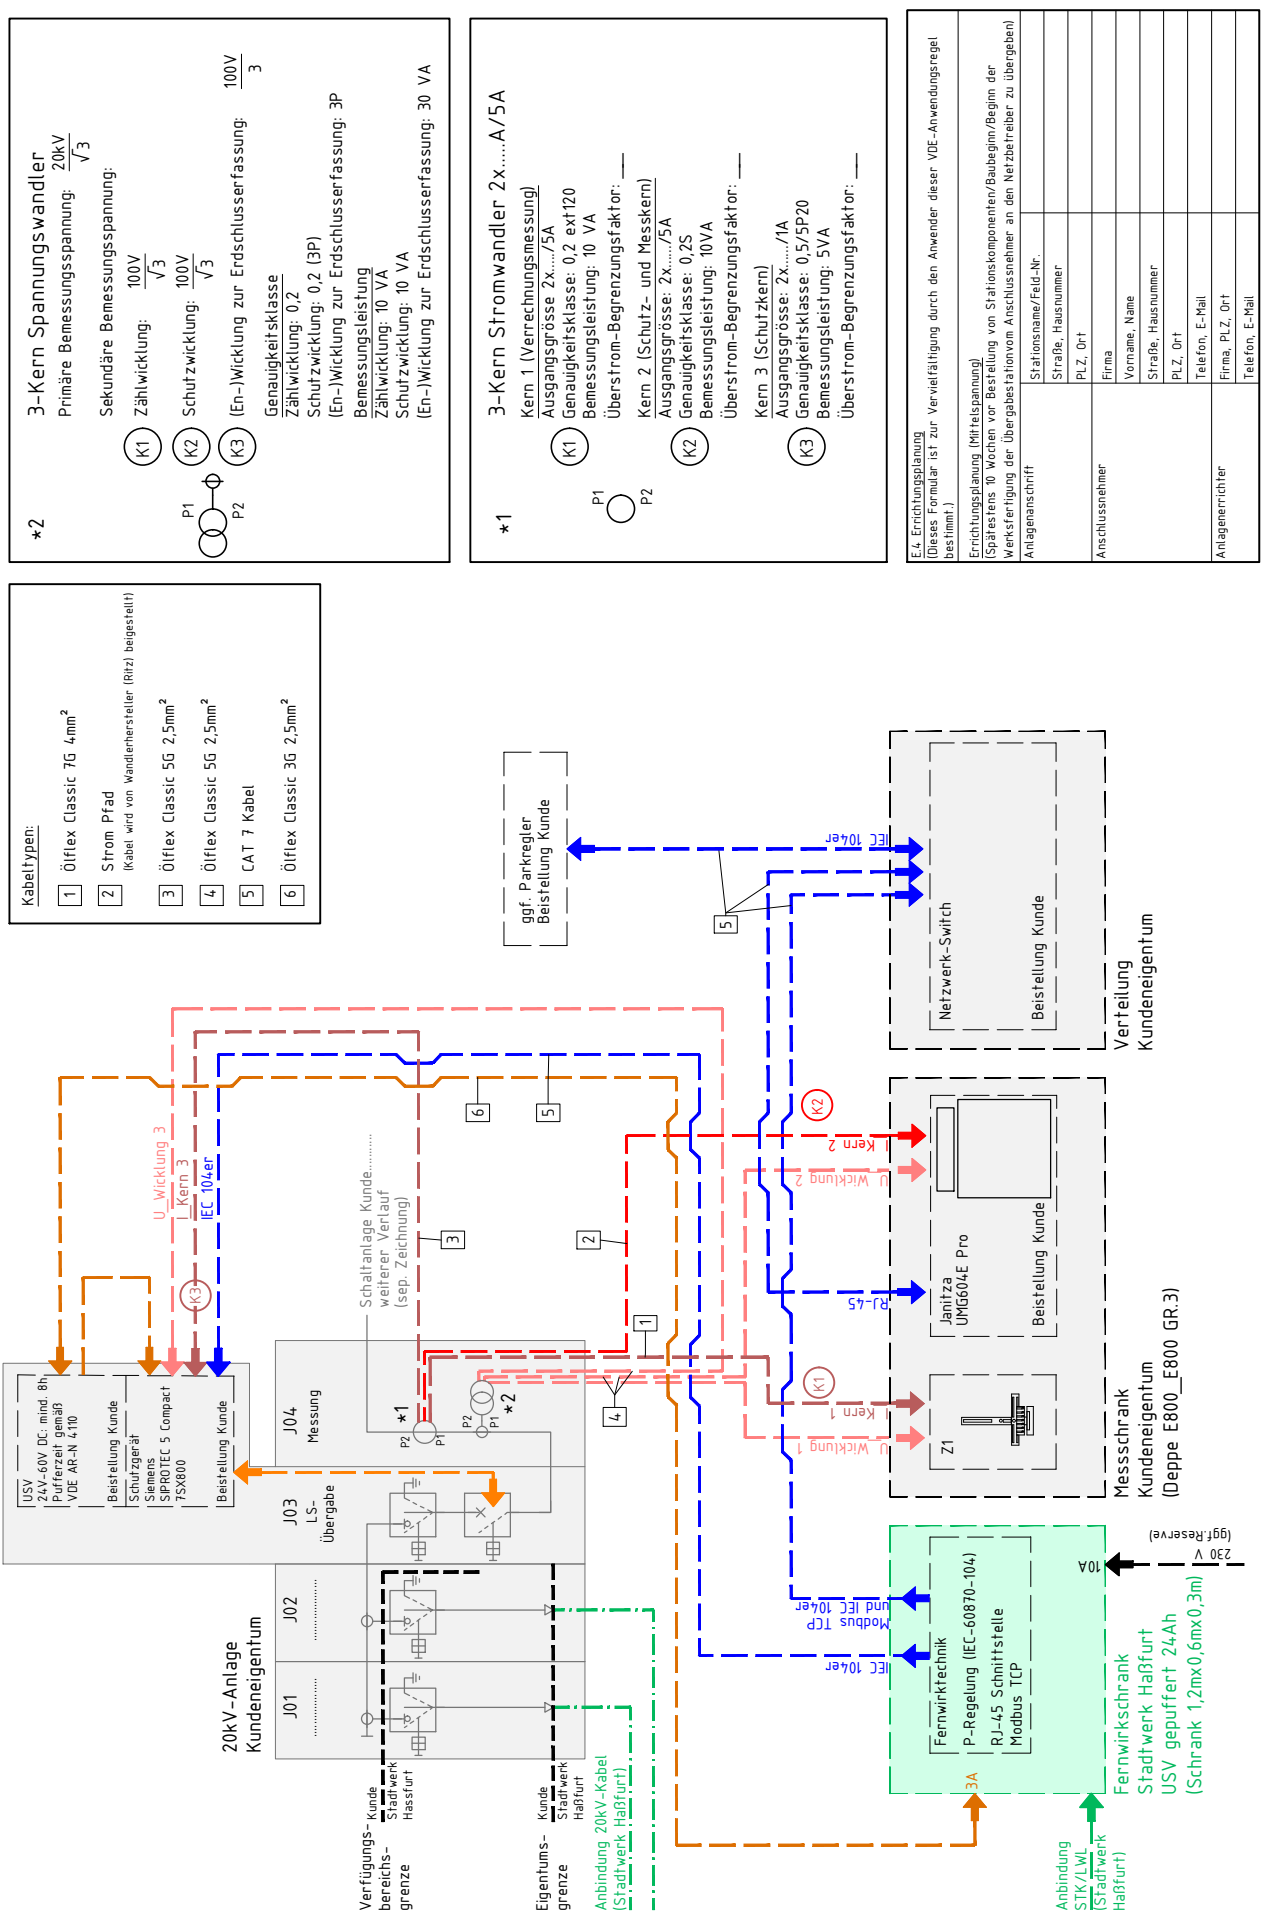 *2
3-Kern Spannungswandler
Primäre Bemessungsspannung: 20kV
√3
Sekundäre Bemessungsspannung:
K1
Zählwicklung: 100V
√3
K2
Schutzwicklung: 100V
√3
K3
(En-)Wicklung zur Erdschlusserfassung: 100V
3
P1
P2
Genauigkeitsklasse
Zählwicklung: 0,2
Schutzwicklung: 0,2 (3P)
(En-)Wicklung zur Erdschlusserfassung: 3P
Bemessungsleistung
Zählwicklung: 10 VA
Schutzwicklung: 10 VA
(En-)Wicklung zur Erdschlusserfassung: 30 VA
*1
3-Kern Stromwandler 2x.....A/5A
P1
P2
Kern 1 (Verrechnungsmessung)
Ausgangsgrösse 2x..../5A
K1
Genauigkeitsklasse: 0,2 ext120
Bemessungsleistung: 10 VA
Überstrom-Begrenzungsfaktor: __
Kern 2 (Schutz- und Messkern)
Ausgangsgrösse: 2x...../5A
K2
Genauigkeitsklasse: 0,2S
Bemessungsleistung: 10VA
Überstrom-Begrenzungsfaktor: __
Kern 3 (Schutzkern)
Ausgangsgrösse: 2x...../1A
K3
Genauigkeitsklasse: 0,5/5P20
Bemessungsleistung: 5VA
Überstrom-Begrenzungsfaktor: __
E.4 Errichtungsplanung
(Dieses Formular ist zur Vervielfältigung durch den Anwender dieser VDE-Anwendungsregel
bestimmt.)
Errichtungsplanung (Mittelspannung)
(Spätestens 10 Wochen vor Bestellung von Stationskomponenten/Baubeginn/Beginn der
Werksfertigung der Übergabestationvom Anschlussnehmer an den Netzbetreiber zu übergeben)
Anlagenanschrift
Stationsname/Feld-Nr.
Straße, Hausnummer
PLZ, Ort
Anschlussnehmer
Firma
Vorname, Name
Straße, Hausnummer
PLZ, Ort
Telefon, E-Mail
Anlagenerrichter
Firma, PLZ, Ort
Telefon, E-Mail
Kabeltypen:
1 Ölflex Classic 7G 4mm²
2 Strom Pfad
(Kabel wird von Wandlerhersteller (Ritz) beigestellt)
3 Ölflex Classic 5G 2,5mm²
4 Ölflex Classic 5G 2,5mm²
5 CAT 7 Kabel
6 Ölflex Classic 3G 2,5mm²
ggf. Parkregler
Beistellung Kunde
IEC 104er
5
Netzwerk-Switch
Beistellung Kunde
Verteilung
Kundeneigentum
U_Wicklung 3
I_Kern 3
IEC 104er
K3
6
5
3
2
1
4
K2
K1
Schaltanlage Kunde...........
weiterer Verlauf
(sep. Zeichnung)
USV
24V-60V DC: mind. 8h
Pufferzeit gemäß
VDE AR-N 4110
Beistellung Kunde
Schutzgerät
Siemens
SIPROTEC 5 Compact
7SX800
Beistellung Kunde
J04
Messung
*1
P2
P1
P2
P1
*2
J03
LS-
Übergabe
J02
................
J01
................
20kV-Anlage
Kundeneigentum
I Kern 2
U_Wicklung 2
RJ-45
I Kern 1
U_Wicklung 1
Janitza
UMG604E Pro
Beistellung Kunde
Z1
Messschrank
Kundeneigentum
(Deppe E800_E800 GR.3)
Modbus TCP
und IEC 104er
IEC 104er
Fernwirktechnik
P-Regelung (IEC-60870-104)
RJ-45 Schnittstelle
Modbus TCP
10A
230 V
(ggf.Reserve)
3A
Fernwirkschrank
Stadtwerk Haßfurt
USV gepuffert 24Ah
(Schrank 1,2mx0,6mx0,3m)
Verfügungs-
bereichs-
grenze
Kunde
Stadtwerk
Hassfurt
Eigentums-
grenze
Kunde
Stadtwerk
Haßfurt
Anbindung 20kV-Kabel
(Stadtwerk Haßfurt)
Anbindung
STK/LWL
(Stadtwerk
Haßfurt)